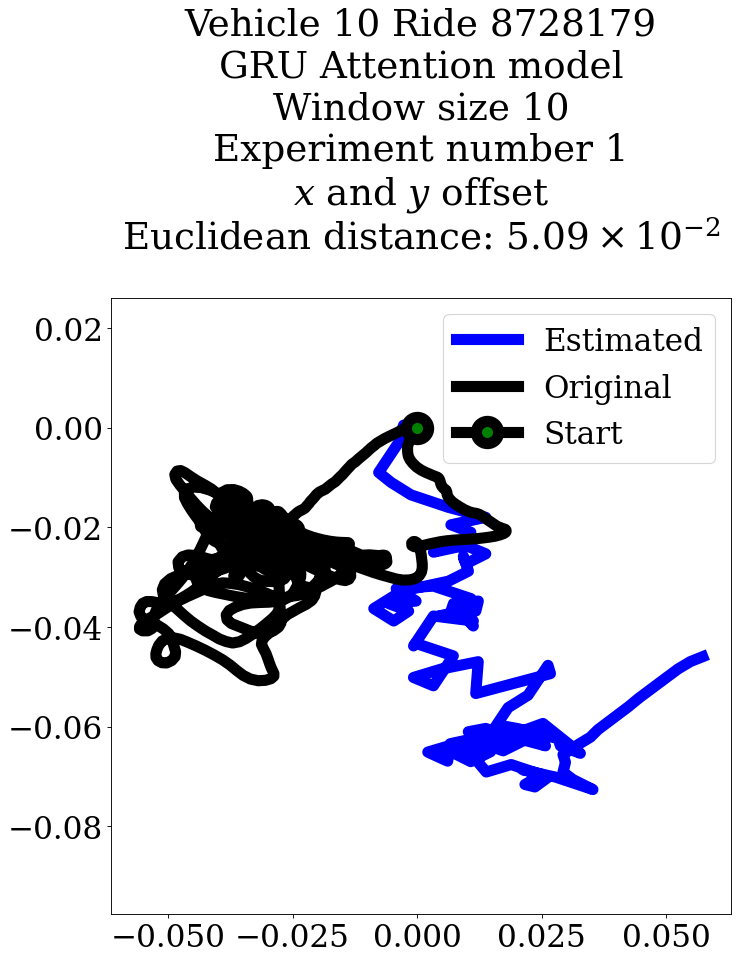 Vehicle 10 Ride 8728179
GRU Attention model
Window size 10
Experiment number 1
x and y offset
Euclidean distance: 5.09 × 10⁻²
Estimated
Original
Start
0.02
0.00
−0.02
−0.04
−0.06
−0.08
−0.050 −0.025 0.000 0.025 0.050